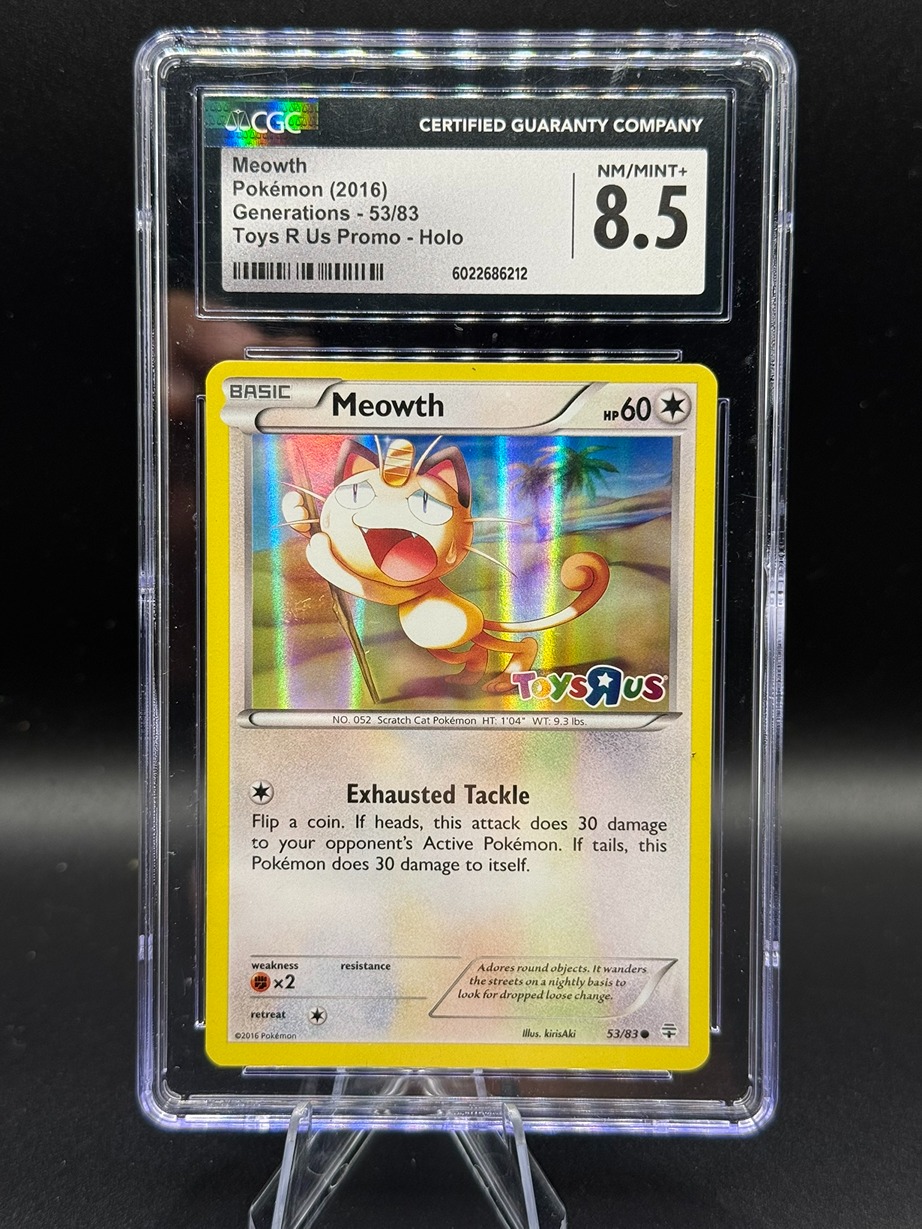 CGC
CERTIFIED GUARANTY COMPANY
Meowth
Pokémon (2016)
Generations - 53/83
Toys R Us Promo - Holo
NM/MINT+
8.5
6022686212
BASIC
Meowth
HP60
ToysRUs
NO. 052 Scratch Cat Pokémon HT: 1'04" WT: 9.3 lbs.
Exhausted Tackle
Flip a coin. If heads, this attack does 30 damage
to your opponent's Active Pokémon. If tails, this
Pokémon does 30 damage to itself.
weakness
resistance
×2
Adores round objects. It wanders
the streets on a nightly basis to
look for dropped loose change.
retreat
©2016 Pokémon
Illus. kirisAki
53/83